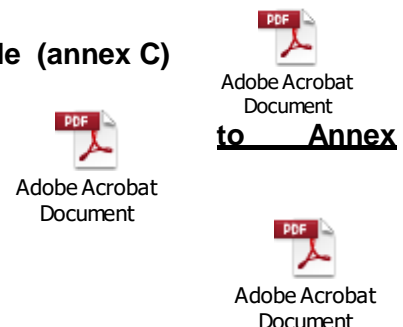 PDF
Adobe Acrobat
Document
le (annex C)
to Annex
PDF
Adobe Acrobat
Document
PDF
Adobe Acrobat
Document